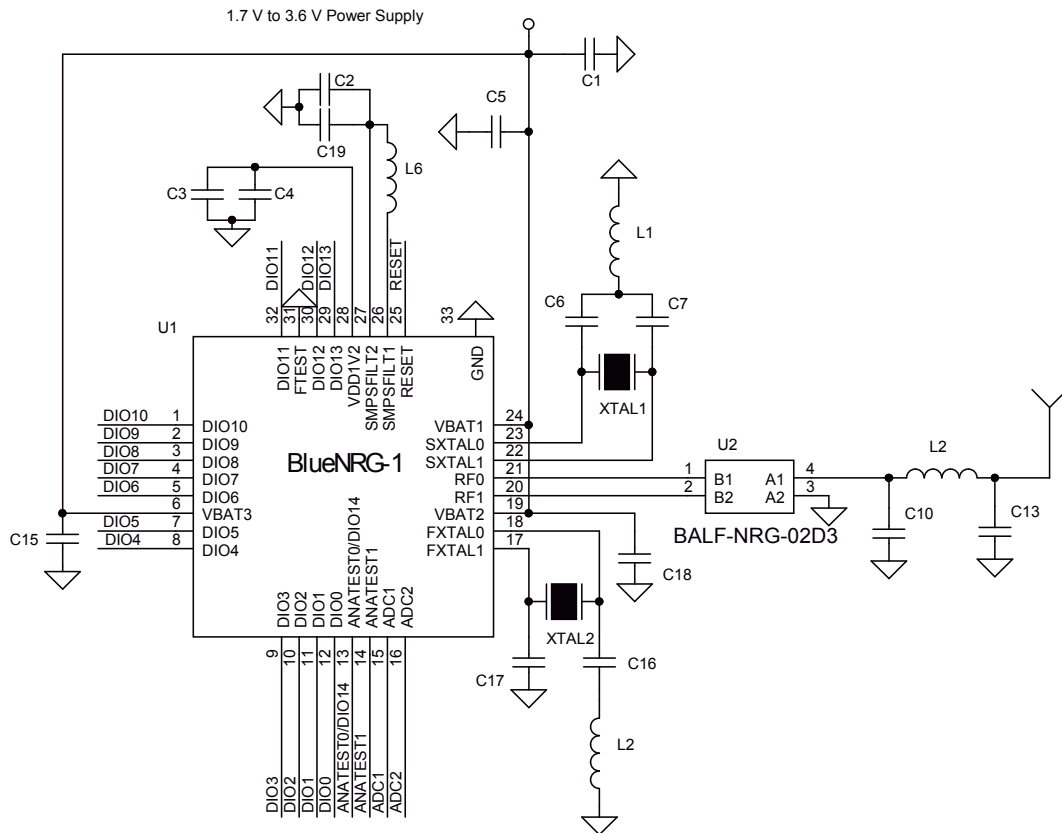 1.7 V to 3.6 V Power Supply
C1
C2
C5
C19
L6
C3
C4
L1
DIO11
DIO12
DIO13
RESET
C6
C7
32
31
30
29
28
27
26
25
33
U1
DIO11
FTEST
DIO12
DIO13
VDD1V2
SMPSFILT2
SMPSFILT1
RESET
GND
XTAL1
DIO10 1 DIO10
DIO9 2 DIO9
DIO8 3 DIO8
DIO7 4 DIO7
DIO6 5 DIO6
6 VBAT3
DIO5 7 DIO5
DIO4 8 DIO4
BlueNRG-1
24 VBAT1
23 SXTAL0
22 SXTAL1
21 RF0
20 RF1
19 VBAT2
18 FXTAL0
17 FXTAL1
U2
1 B1
2 B2
A1 4
A2 3
BALF-NRG-02D3
L2
C10
C13
C15
C18
XTAL2
C17
C16
L2
DIO3
DIO2
DIO1
DIO0
ANATEST0/DIO14
ANATEST1
ADC1
ADC2
9
10
11
12
13
14
15
16
DIO3
DIO2
DIO1
DIO0
ANATEST0/DIO14
ANATEST1
ADC1
ADC2